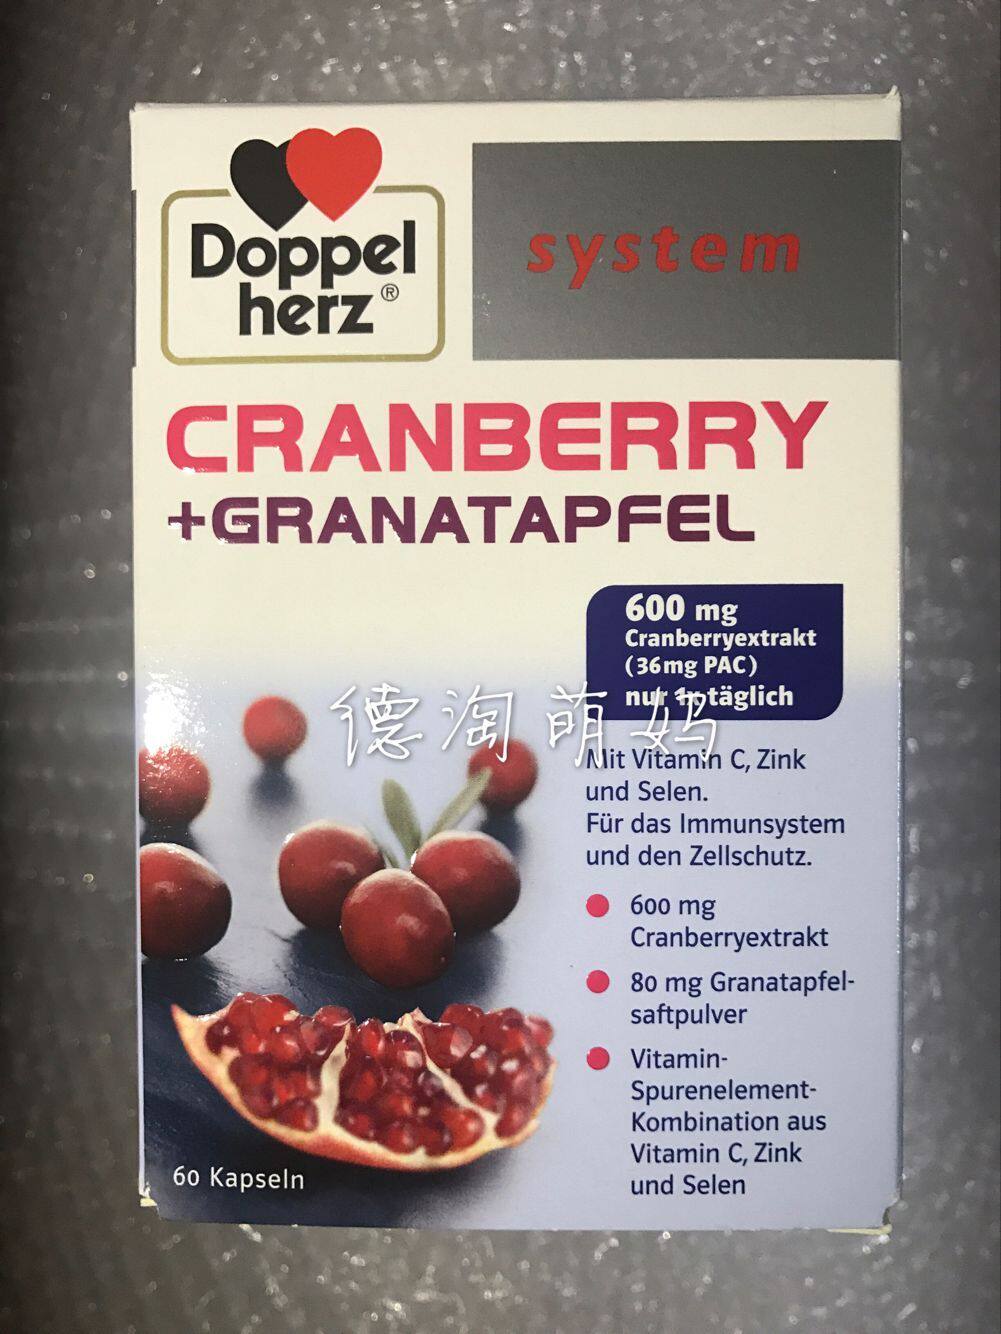 Doppel
herz®
system
CRANBERRY
+GRANATAPFEL
600 mg
Cranberryextrakt
(36mg PAC)
nur 1x täglich
德淘萌妈
Mit Vitamin C, Zink
und Selen.
Für das Immunsystem
und den Zellschutz.
600 mg
Cranberryextrakt
80 mg Granatapfel-
saftpulver
Vitamin-
Spurenelement-
Kombination aus
Vitamin C, Zink
und Selen
60 Kapseln